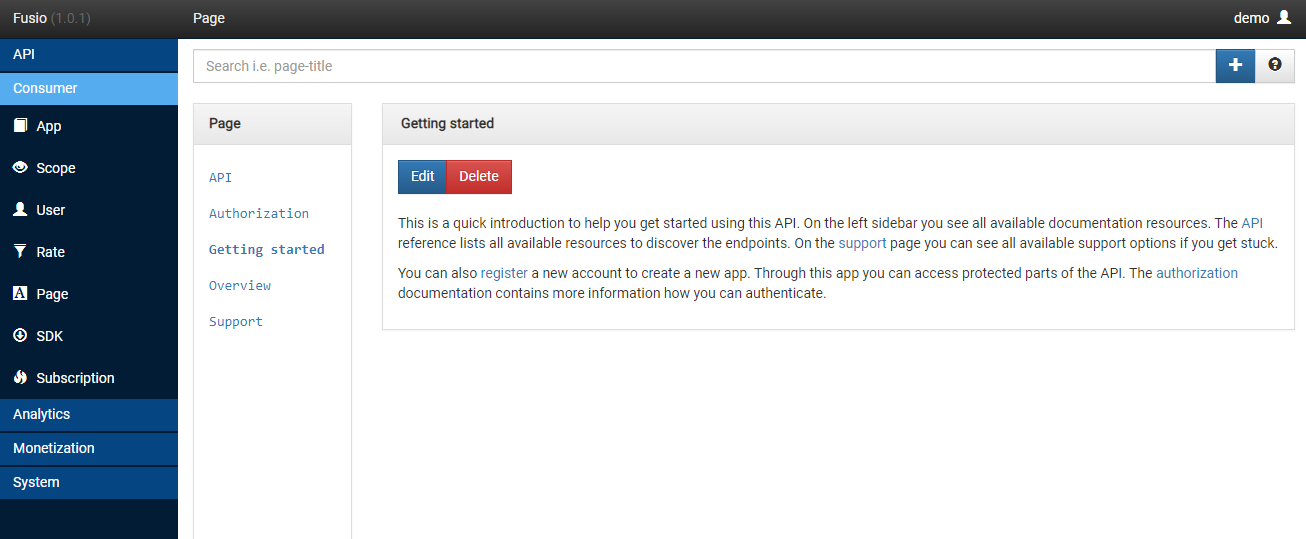 Fusio (1.0.1)
Page
demo
API
Consumer
App
Scope
User
Rate
Page
SDK
Subscription
Analytics
Monetization
System
Search i.e. page-title
Page
API
Authorization
Getting started
Overview
Support
Getting started
Edit Delete
This is a quick introduction to help you get started using this API. On the left sidebar you see all available documentation resources. The API
reference lists all available resources to discover the endpoints. On the support page you can see all available support options if you get stuck.
You can also register a new account to create a new app. Through this app you can access protected parts of the API. The authorization
documentation contains more information how you can authenticate.